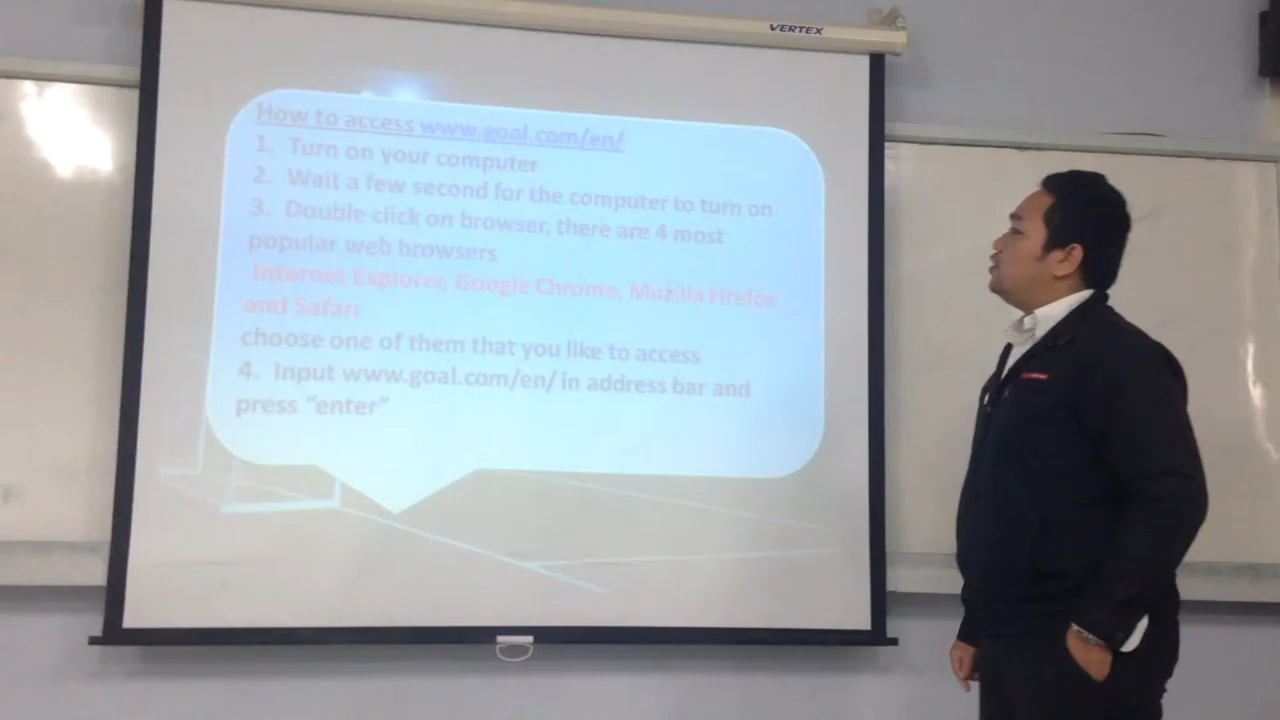 VERTEX
How to access www.goal.com/en/
1. Turn on your computer
2. Wait a few second for the computer to turn on
3. Double click on browser, there are 4 most
popular web browsers
Internet Explorer, Google Chrome, Mozilla Firefox
and Safari
choose one of them that you like to access
4. Input www.goal.com/en/ in address bar and
press “enter”